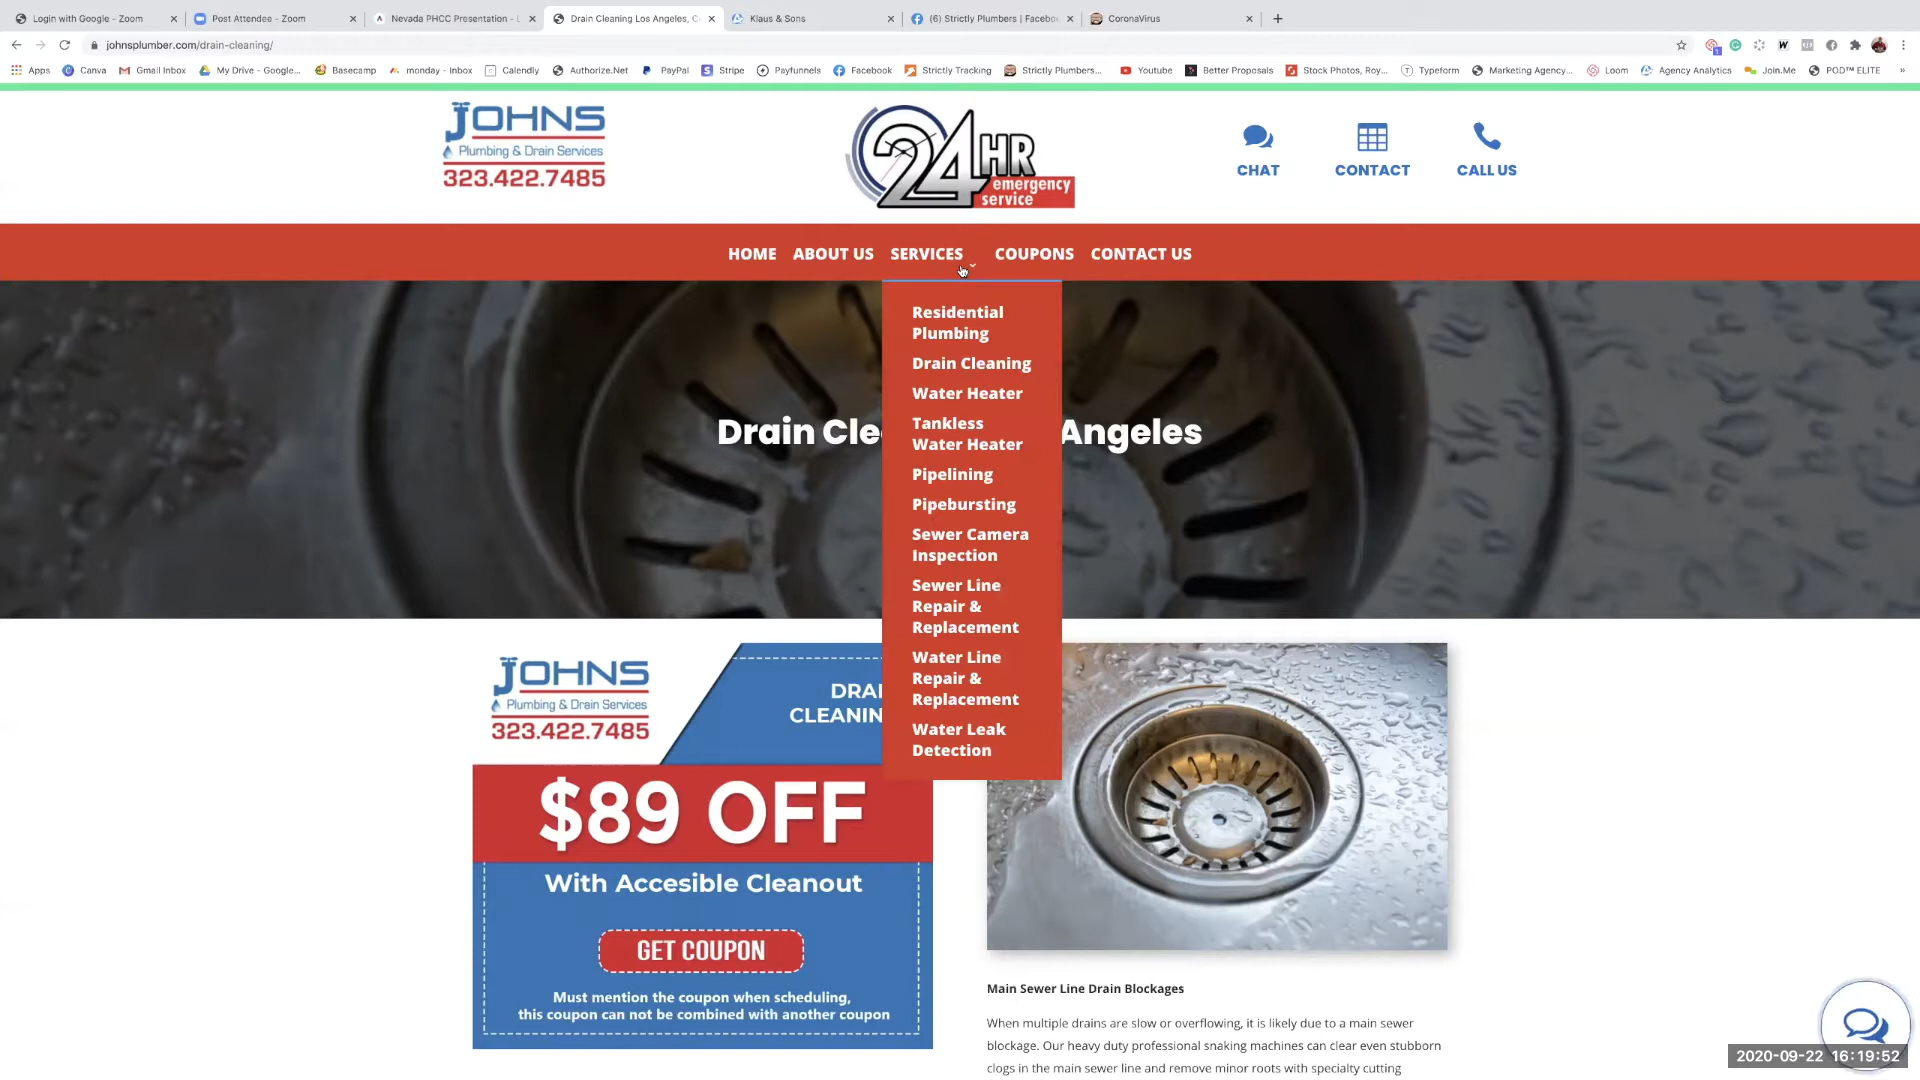 Login with Google - Zoom
Post Attendee - Zoom
Nevada PHCC Presentation -
Drain Cleaning Los Angeles, C
Klaus & Sons
(6) Strictly Plumbers | Facebo
CoronaVirus
johnsplumber.com/drain-cleaning/
Apps
Canva
Gmail Inbox
My Drive - Google...
Basecamp
monday - Inbox
Calendly
Authorize.Net
PayPal
Stripe
Payfunnels
Facebook
Strictly Tracking
Strictly Plumbers...
Youtube
Better Proposals
Stock Photos, Roy...
Typeform
Marketing Agency...
Loom
Agency Analytics
Join.Me
POD™ ELITE
»
JOHNS
Plumbing & Drain Services
323.422.7485
24HR
emergency
service
CHAT
CONTACT
CALL US
HOME ABOUT US SERVICES COUPONS CONTACT US
Residential
Plumbing
Drain Cleaning
Water Heater
Tankless
Water Heater
Pipelining
Pipebursting
Sewer Camera
Inspection
Sewer Line
Repair &
Replacement
Water Line
Repair &
Replacement
Water Leak
Detection
Drain Cle Angeles
JOHNS
Plumbing & Drain Services
323.422.7485
DRAI
CLEANIN
$89 OFF
With Accesible Cleanout
GET COUPON
Must mention the coupon when scheduling,
this coupon can not be combined with another coupon
Main Sewer Line Drain Blockages
When multiple drains are slow or overflowing, it is likely due to a main sewer
blockage. Our heavy duty professional snaking machines can clear even stubborn
clogs in the main sewer line and remove minor roots with specialty cutting
2020-09-22 16:19:52